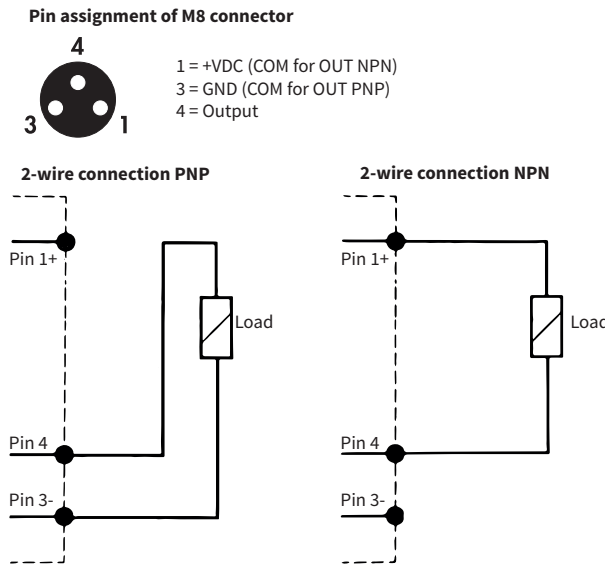 Pin assignment of M8 connector
4
3
1
1 = +VDC (COM for OUT NPN)
3 = GND (COM for OUT PNP)
4 = Output
2-wire connection PNP
Pin 1+
Load
Pin 4
Pin 3-
2-wire connection NPN
Pin 1+
Load
Pin 4
Pin 3-